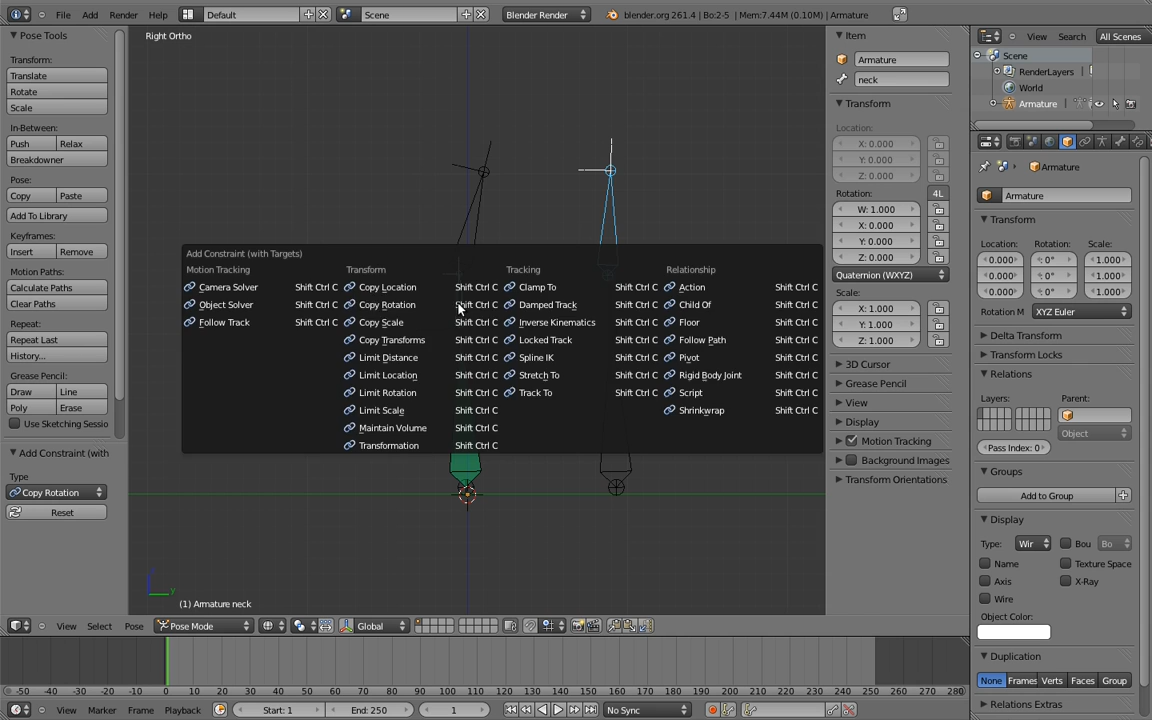 File Add Render Help Default Scene Blender Render blender.org 261.4 | Bo:2-5 | Mem:7.44M (0.10M) | Armature
Pose Tools
Transform:
Translate
Rotate
Scale
In-Between:
Push Relax
Breakdowner
Pose:
Copy Paste
Add To Library
Keyframes:
Insert Remove
Motion Paths:
Calculate Paths
Clear Paths
Repeat:
Repeat Last
History...
Grease Pencil:
Draw Line
Poly Erase
Use Sketching Sessio
Add Constraint (with
Type
Copy Rotation
Reset
Right Ortho
Add Constraint (with Targets)
Motion Tracking Transform Tracking Relationship
Camera Solver Shift Ctrl C Copy Location Shift Ctrl C Clamp To Shift Ctrl C Action Shift Ctrl C
Object Solver Shift Ctrl C Copy Rotation Shift Ctrl C Damped Track Shift Ctrl C Child Of Shift Ctrl C
Follow Track Shift Ctrl C Copy Scale Shift Ctrl C Inverse Kinematics Shift Ctrl C Floor Shift Ctrl C
Copy Transforms Shift Ctrl C Locked Track Shift Ctrl C Follow Path Shift Ctrl C
Limit Distance Shift Ctrl C Spline IK Shift Ctrl C Pivot Shift Ctrl C
Limit Location Shift Ctrl C Stretch To Shift Ctrl C Rigid Body Joint Shift Ctrl C
Limit Rotation Shift Ctrl C Track To Shift Ctrl C Script Shift Ctrl C
Limit Scale Shift Ctrl C Shrinkwrap Shift Ctrl C
Maintain Volume Shift Ctrl C
Transformation Shift Ctrl C
y
(1) Armature neck
View Select Pose Pose Mode Global
Item
Armature
neck
Transform
Location:
X: 0.000
Y: 0.000
Z: 0.000
Rotation: 4L
W: 1.000
X: 0.000
Y: 0.000
Z: 0.000
Quaternion (WXYZ)
Scale:
X: 1.000
Y: 1.000
Z: 1.000
3D Cursor
Grease Pencil
View
Display
Motion Tracking
Background Images
Transform Orientations
View Search All Scenes
Scene
RenderLayers
World
Armature
Armature
Armature
Transform
Location: Rotation: Scale:
0.000 0° 1.000
0.000 0° 1.000
0.000 0° 1.000
Rotation M XYZ Euler
Delta Transform
Transform Locks
Relations
Layers: Parent:
Object
Pass Index: 0
Groups
Add to Group
Display
Type: Wir Bou Bo
Name Texture Space
Axis X-Ray
Wire
Object Color:
Duplication
None Frames Verts Faces Group
Relations Extras
-50 -40 -30 -20 -10 0 10 20 30 40 50 60 70 80 90 100 110 120 130 140 150 160 170 180 190 200 210 220 230 240 250 260 270 280
View Marker Frame Playback Start: 1 End: 250 1 No Sync